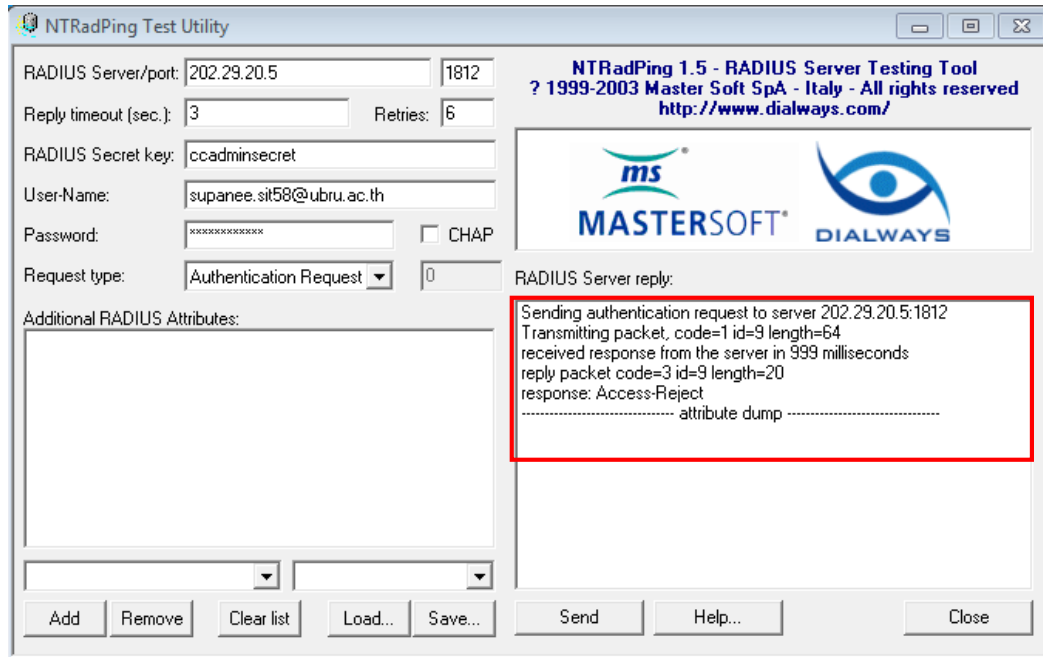 NTRadPing Test Utility
RADIUS Server/port: 202.29.20.5 1812
Reply timeout (sec.): 3 Retries: 6
RADIUS Secret key: ccadminsecret
User-Name: supanee.sit58@ubru.ac.th
Password: xxxxxxxxxxxx CHAP
Request type: Authentication Request 0
Additional RADIUS Attributes:
Add Remove Clear list Load... Save...
NTRadPing 1.5 - RADIUS Server Testing Tool
? 1999-2003 Master Soft SpA - Italy - All rights reserved
http://www.dialways.com/
ms
MASTERSOFT
DIALWAYS
RADIUS Server reply:
Sending authentication request to server 202.29.20.5:1812
Transmitting packet, code=1 id=9 length=64
received response from the server in 999 milliseconds
reply packet code=3 id=9 length=20
response: Access-Reject
-------------------------------- attribute dump --------------------------------
Send Help... Close